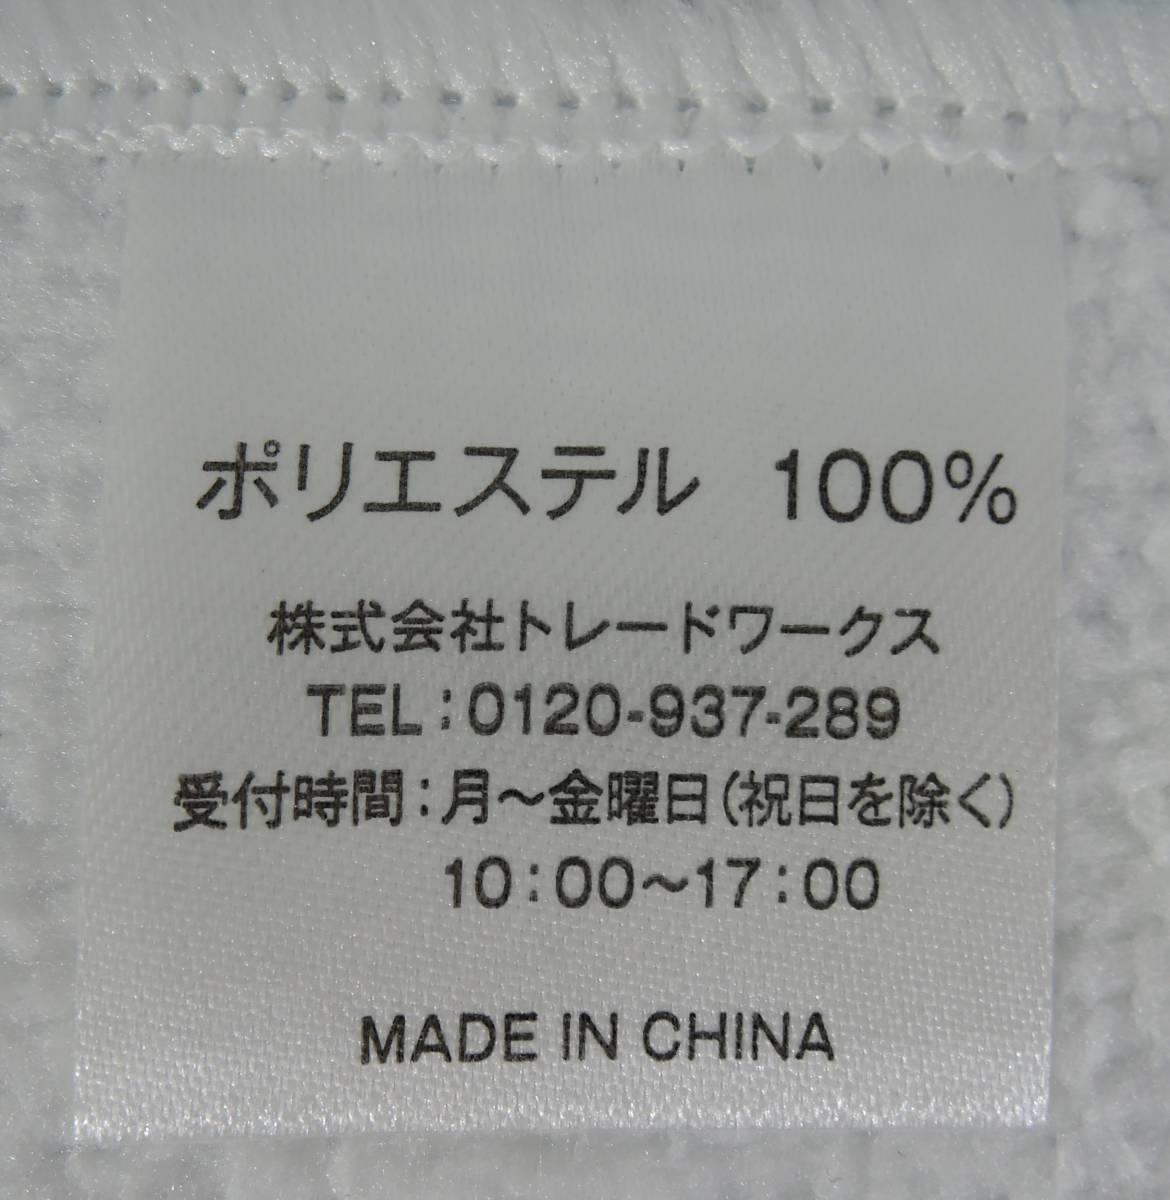 ポリエステル 100%
株式会社トレードワークス
TEL:0120-937-289
受付時間:月~金曜日(祝日を除く)
10:00~17:00
MADE IN CHINA